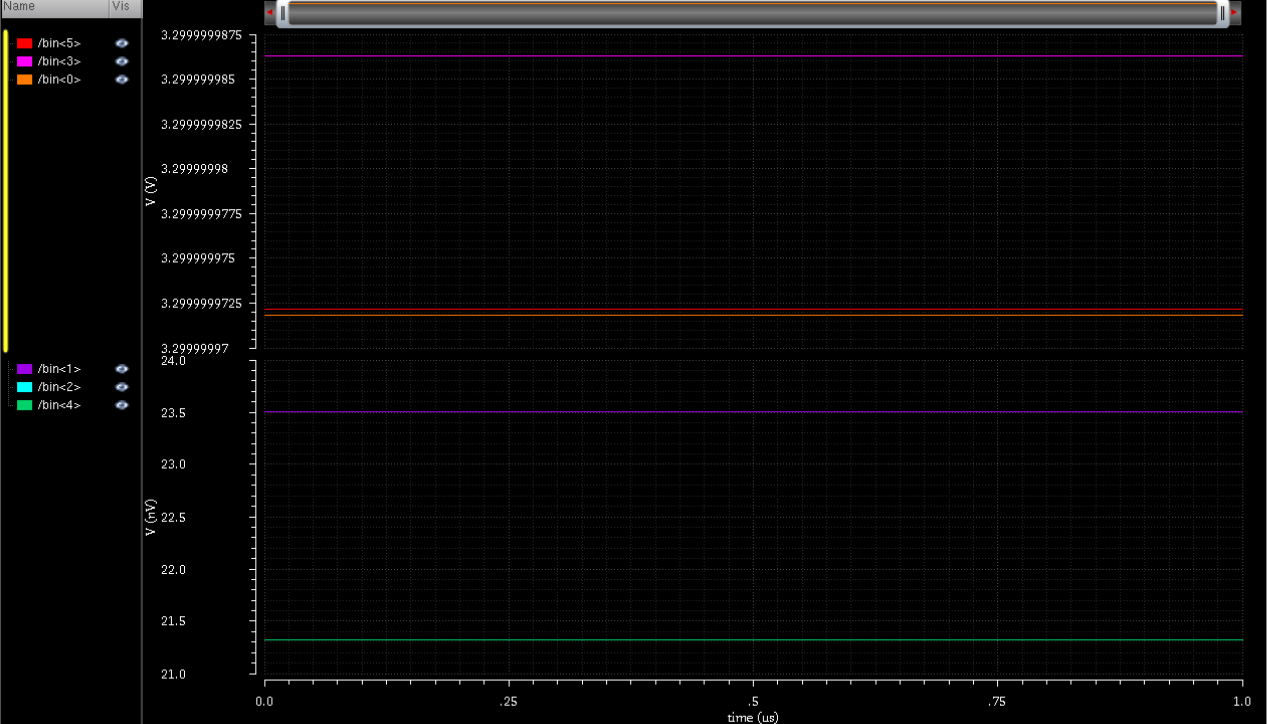 Name Vis
/bin<5>
/bin<3>
/bin<0>
3.2999999875
3.299999985
3.2999999825
3.29999998
3.2999999775
3.299999975
3.2999999725
3.29999997
V (V)
/bin<1>
/bin<2>
/bin<4>
24.0
23.5
23.0
22.5
22.0
21.5
21.0
V (nV)
0.0 .25 .5 .75 1.0
time (us)